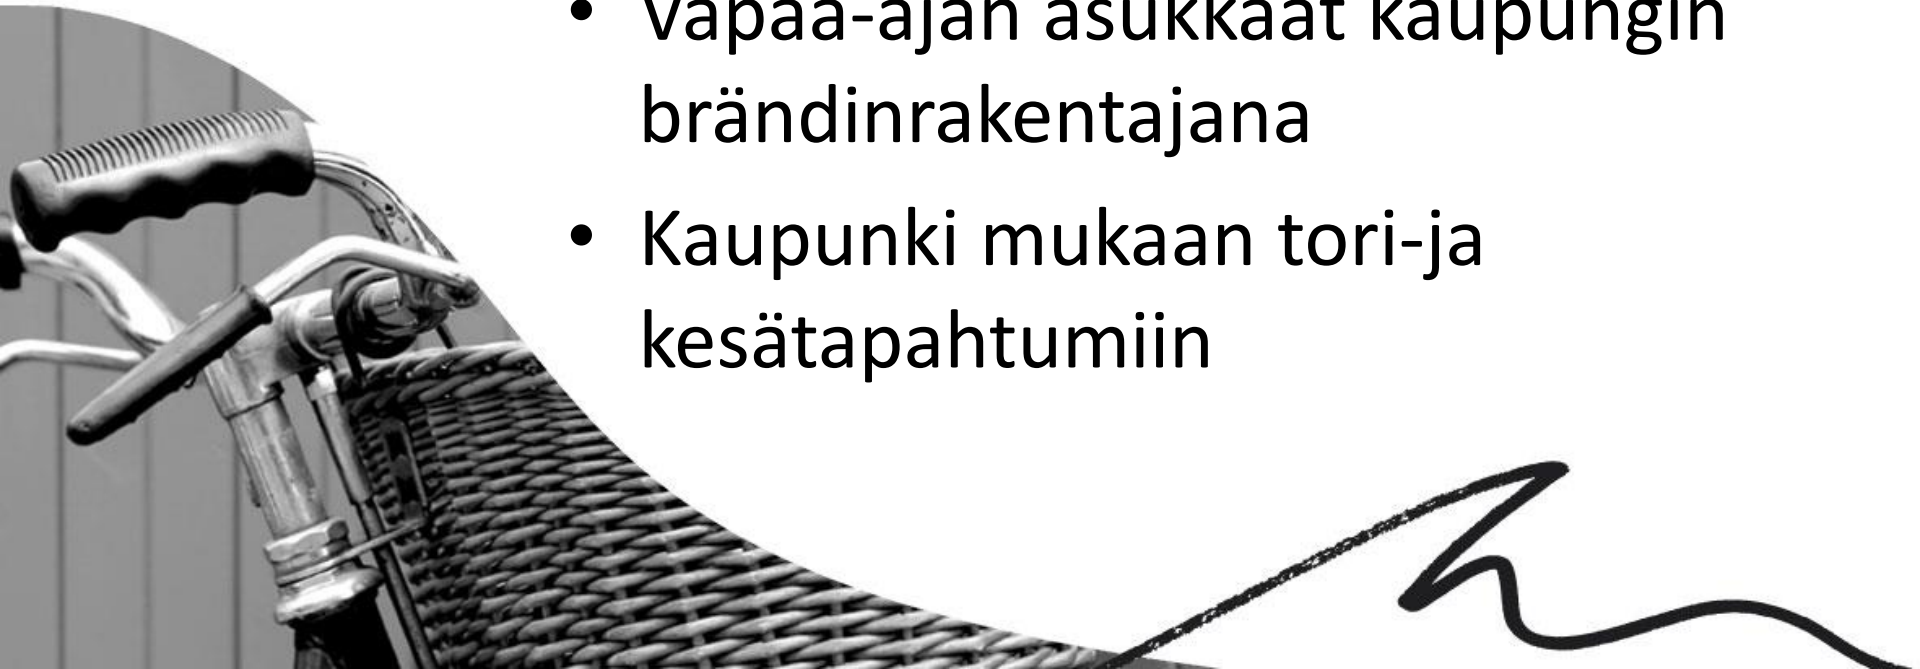 • Vapaa-ajan asukkaat kaupungin
brändinrakentajana
• Kaupunki mukaan tori-ja
kesätapahtumiin